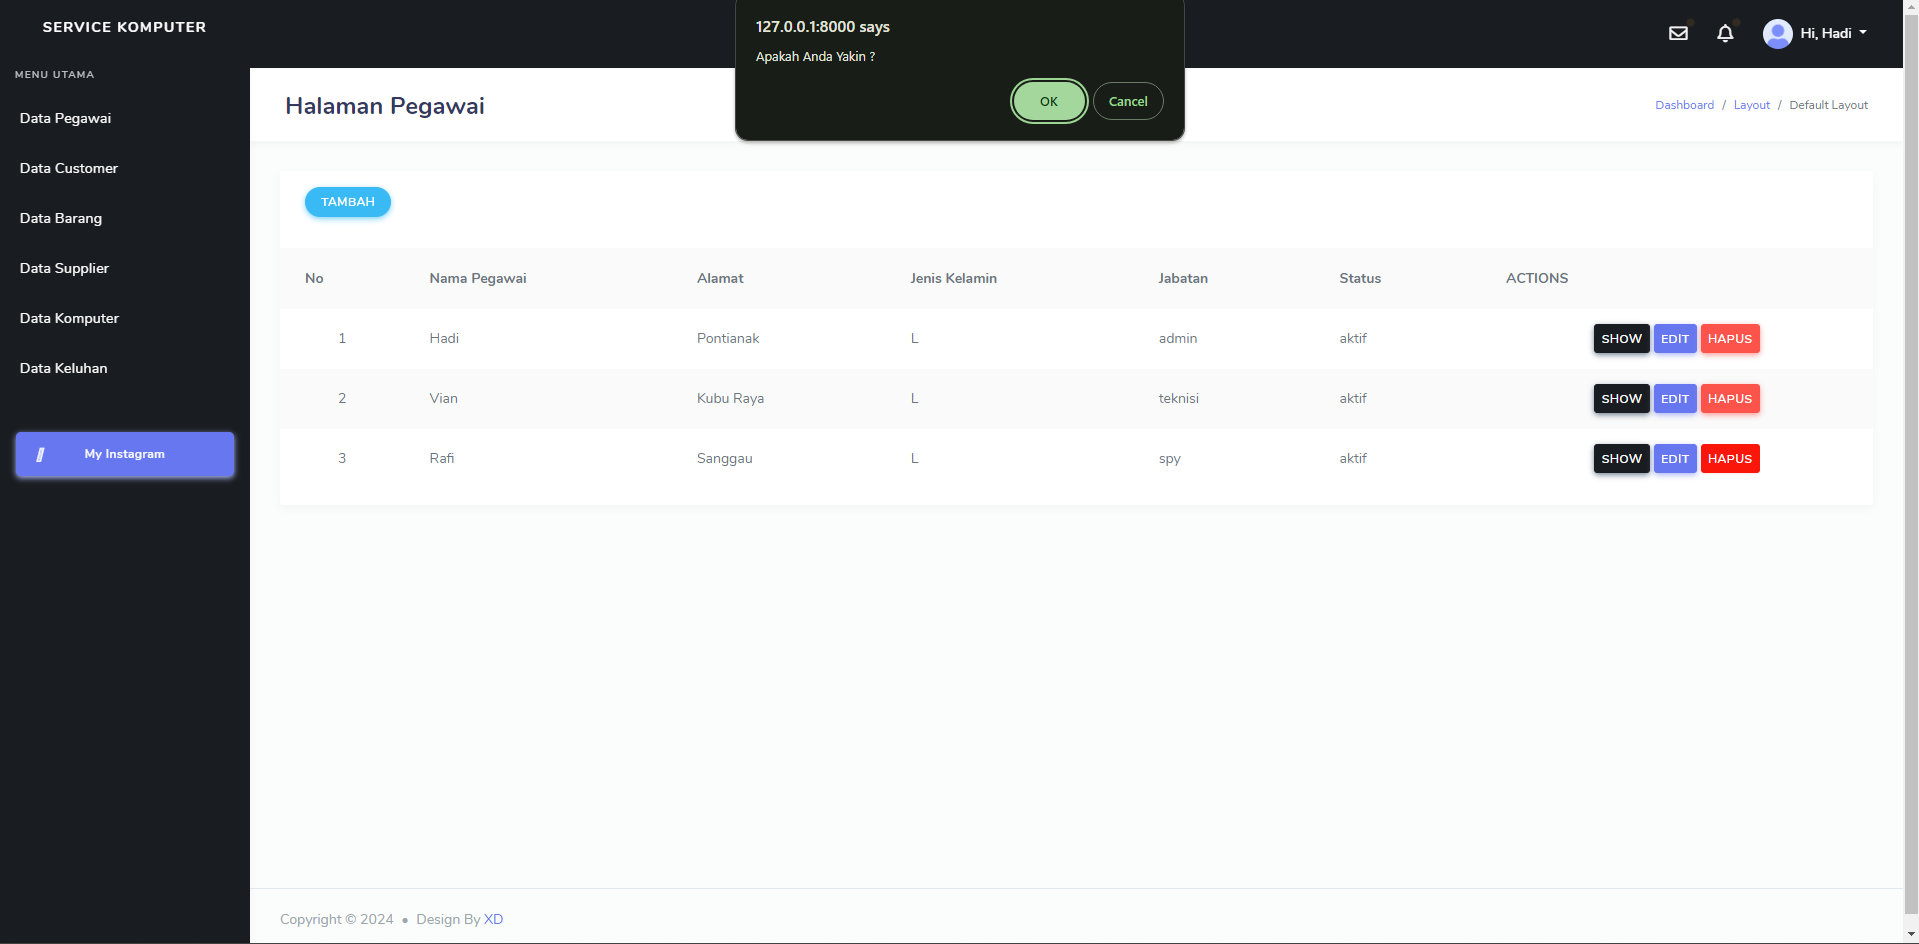 SERVICE KOMPUTER
127.0.0.1:8000 says
Apakah Anda Yakin ?
OK
Cancel
Hi, Hadi
MENU UTAMA
Data Pegawai
Data Customer
Data Barang
Data Supplier
Data Komputer
Data Keluhan
My Instagram
Halaman Pegawai
Dashboard / Layout / Default Layout
TAMBAH
No Nama Pegawai Alamat Jenis Kelamin Jabatan Status ACTIONS
1 Hadi Pontianak L admin aktif SHOW EDIT HAPUS
2 Vian Kubu Raya L teknisi aktif SHOW EDIT HAPUS
3 Rafi Sanggau L spy aktif SHOW EDIT HAPUS
Copyright © 2024 • Design By XD